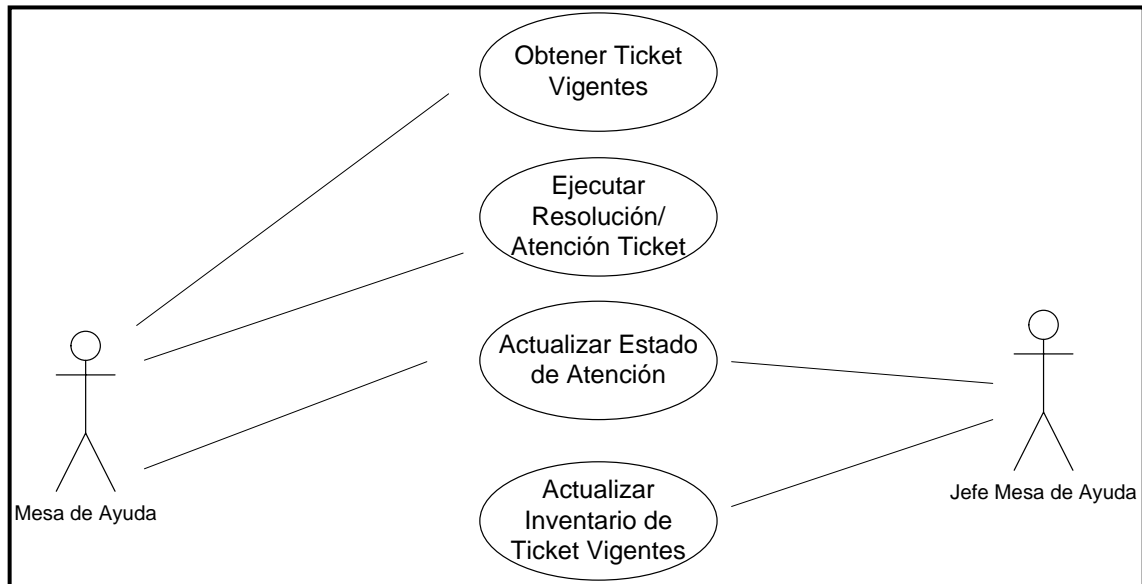 Obtener Ticket
Vigentes
Ejecutar
Resolución/
Atención Ticket
Actualizar Estado
de Atención
Actualizar
Inventario de
Ticket Vigentes
Mesa de Ayuda
Jefe Mesa de Ayuda